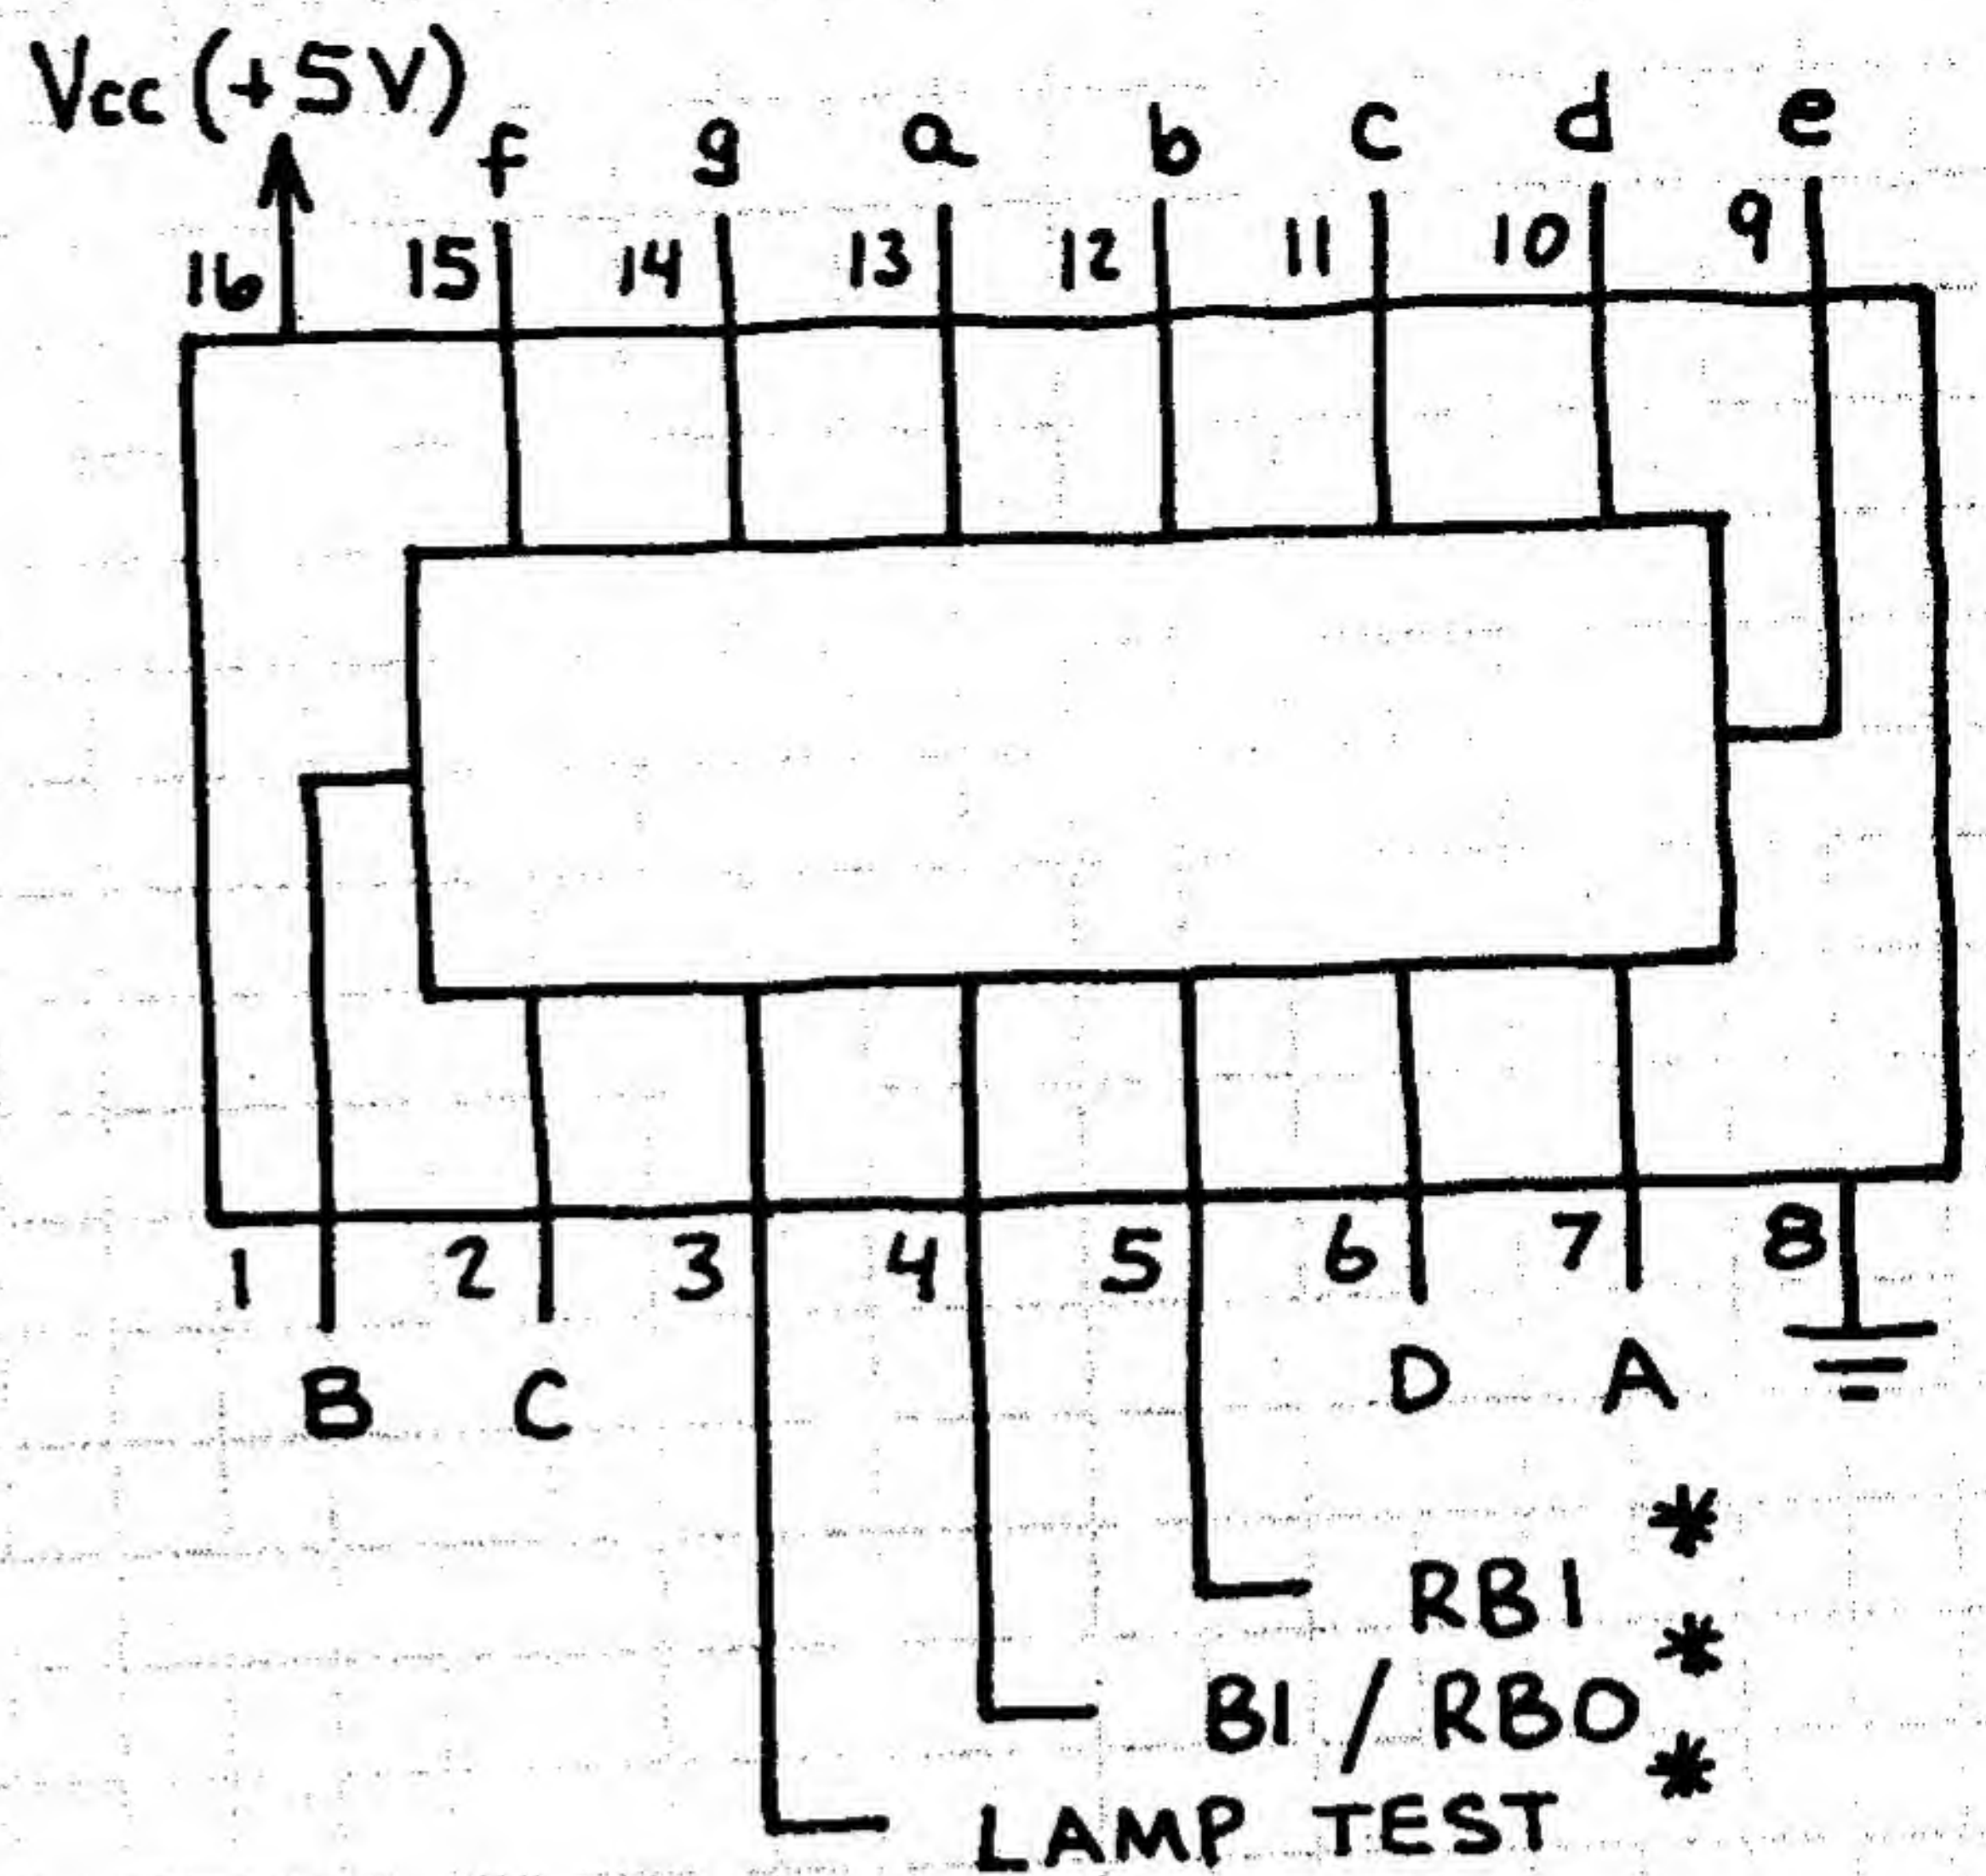 Vcc (+5V) f g a b c d e
16 15 14 13 12 11 10 9
1 2 3 4 5 6 7 8
B C D A
RBI *
BI / RBO *
LAMP TEST *